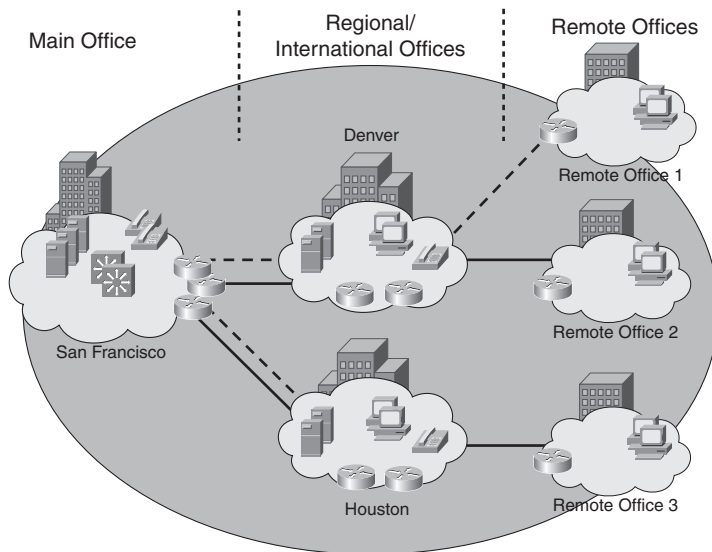 Main Office
Regional/
International Offices
Remote Offices
Denver
Remote Office 1
San Francisco
Remote Office 2
Houston
Remote Office 3